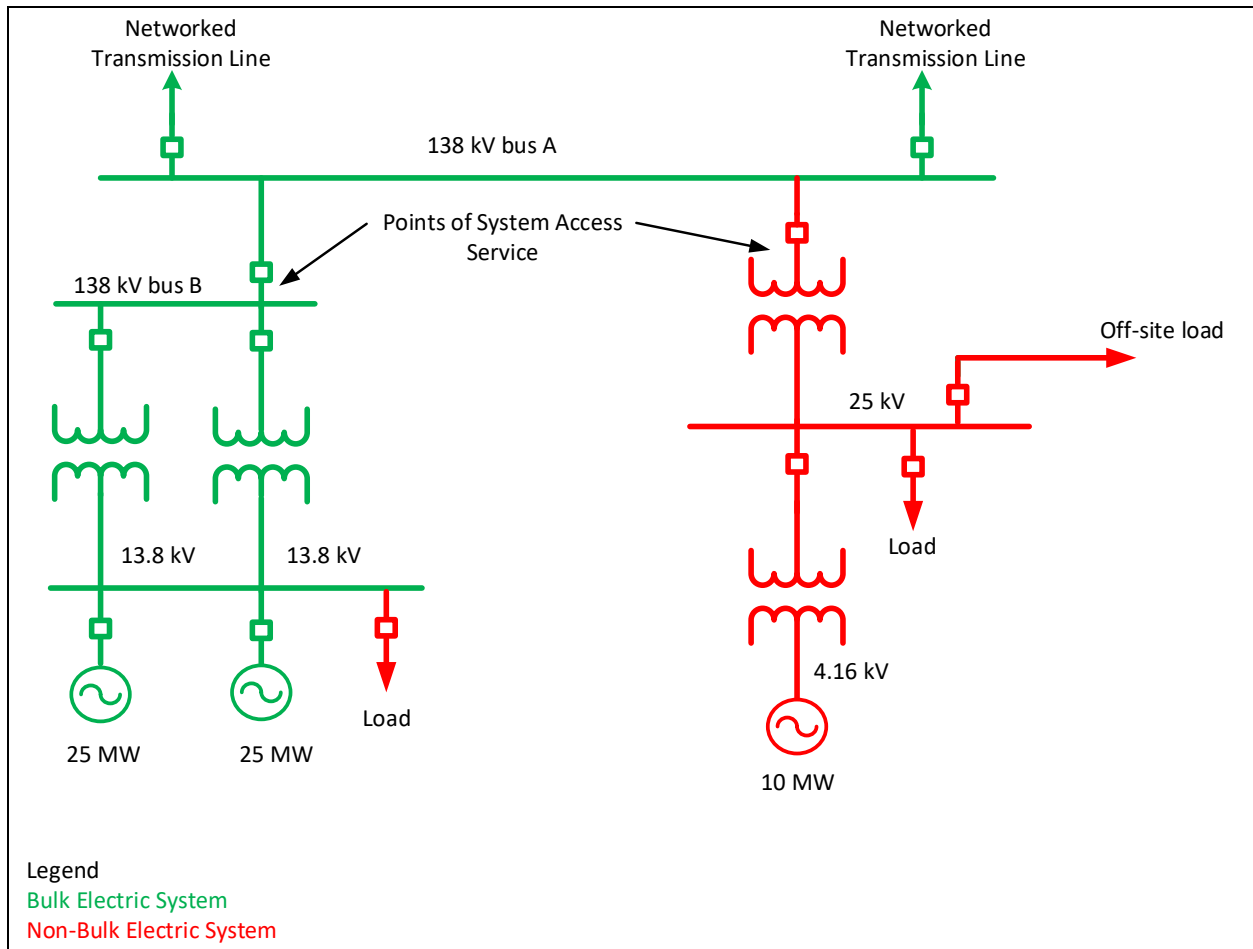 Networked
Transmission Line
Networked
Transmission Line
138 kV bus A
Points of System Access
Service
138 kV bus B
Off-site load
25 kV
Load
13.8 kV
13.8 kV
4.16 kV
Load
25 MW
25 MW
10 MW
Legend
Bulk Electric System
Non-Bulk Electric System